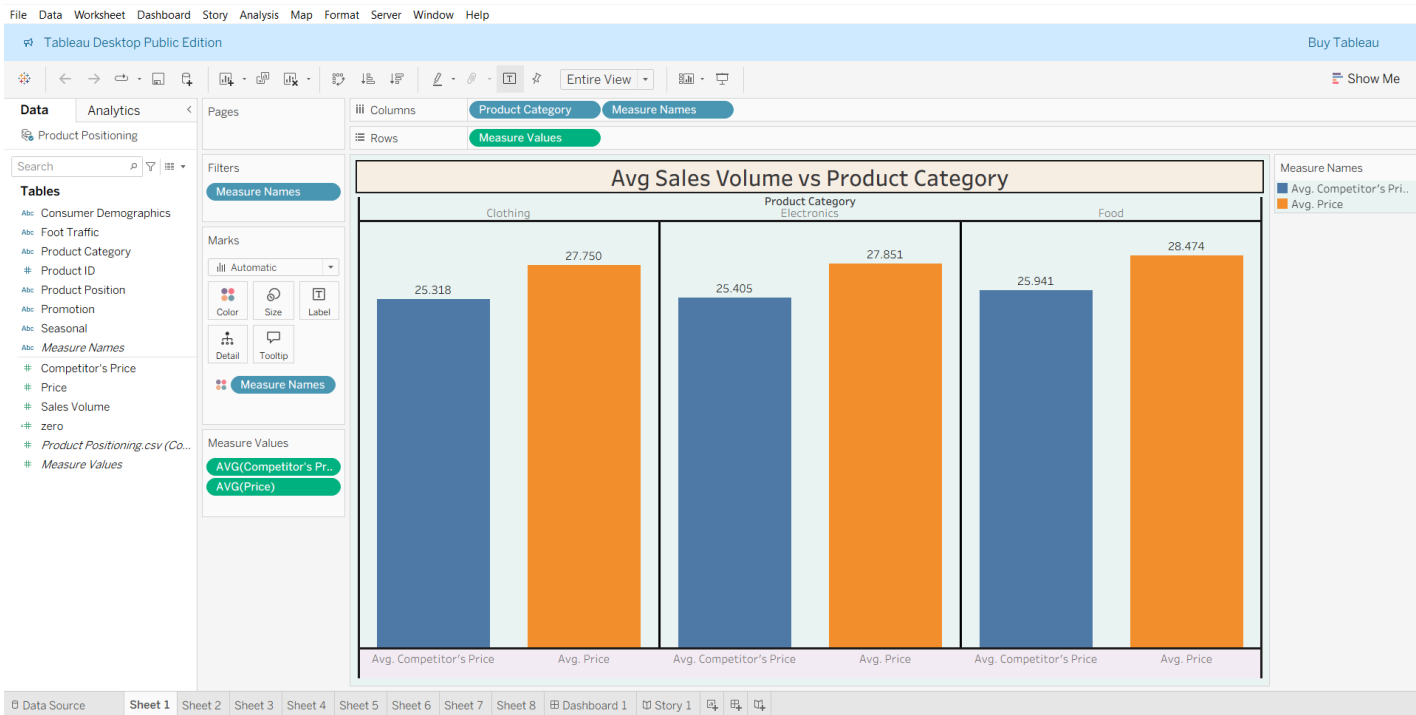 File Data Worksheet Dashboard Story Analysis Map Format Server Window Help
Tableau Desktop Public Edition Buy Tableau
Entire View Show Me
Data Analytics
Product Positioning
Search
Tables
Abc Consumer Demographics
Abc Foot Traffic
Abc Product Category
# Product ID
Abc Product Position
Abc Promotion
Abc Seasonal
Abc Measure Names
# Competitor's Price
# Price
# Sales Volume
# zero
# Product Positioning.csv (Co...
# Measure Values
Pages
Filters
Measure Names
Marks
Automatic
Color Size Label
Detail Tooltip
Measure Names
Measure Values
AVG(Competitor's Pr..
AVG(Price)
Columns Product Category Measure Names
Rows Measure Values
Avg Sales Volume vs Product Category
Product Category
Clothing Electronics Food
25.318 27.750 25.405 27.851 25.941 28.474
Avg. Competitor's Price Avg. Price Avg. Competitor's Price Avg. Price Avg. Competitor's Price Avg. Price
Measure Names
Avg. Competitor's Pri..
Avg. Price
Data Source Sheet 1 Sheet 2 Sheet 3 Sheet 4 Sheet 5 Sheet 6 Sheet 7 Sheet 8 Dashboard 1 Story 1